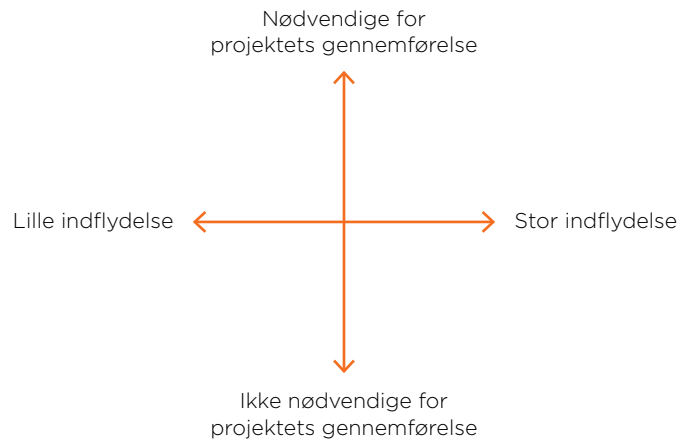 Nødvendige for
projektets gennemførelse
Lille indflydelse
Stor indflydelse
Ikke nødvendige for
projektets gennemførelse